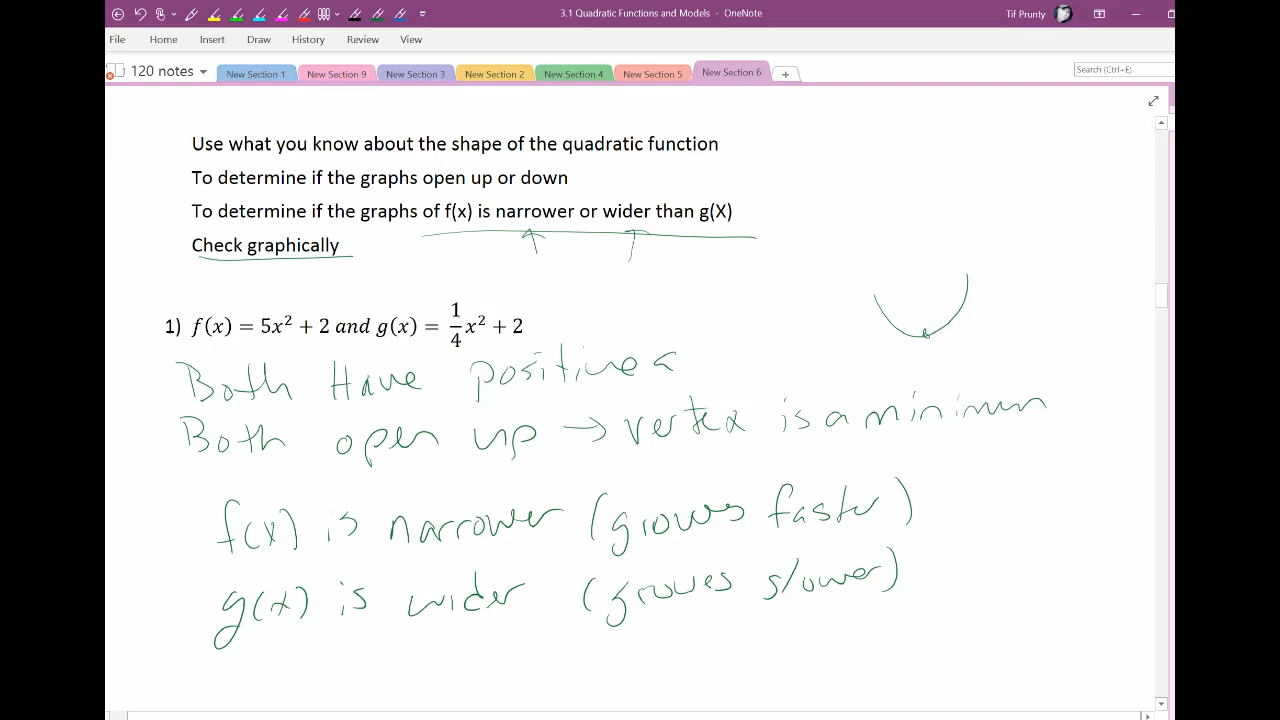 3.1 Quadratic Functions and Models - OneNote
Tif Prunty
File Home Insert Draw History Review View
120 notes
New Section 1 New Section 9 New Section 3 New Section 2 New Section 4 New Section 5 New Section 6 +
Search (Ctrl+E)
Use what you know about the shape of the quadratic function
To determine if the graphs open up or down
To determine if the graphs of f(x) is narrower or wider than g(X)
Check graphically
1) f(x) = 5x² + 2 and g(x) = 1/4 x² + 2
Both Have positive a
Both open up → vertex is a minimum
f(x) is narrower (grows faster)
g(x) is wider (grows slower)